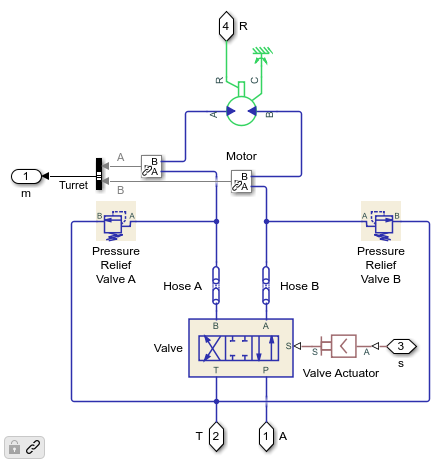 4 R
R C
A B
Motor
A B A
B B A
1 Turret
m
B A A B
Pressure Relief Valve A
Pressure Relief Valve B
Hose A Hose B
B A
Valve S S A 3
T P Valve Actuator s
T 2 1 A